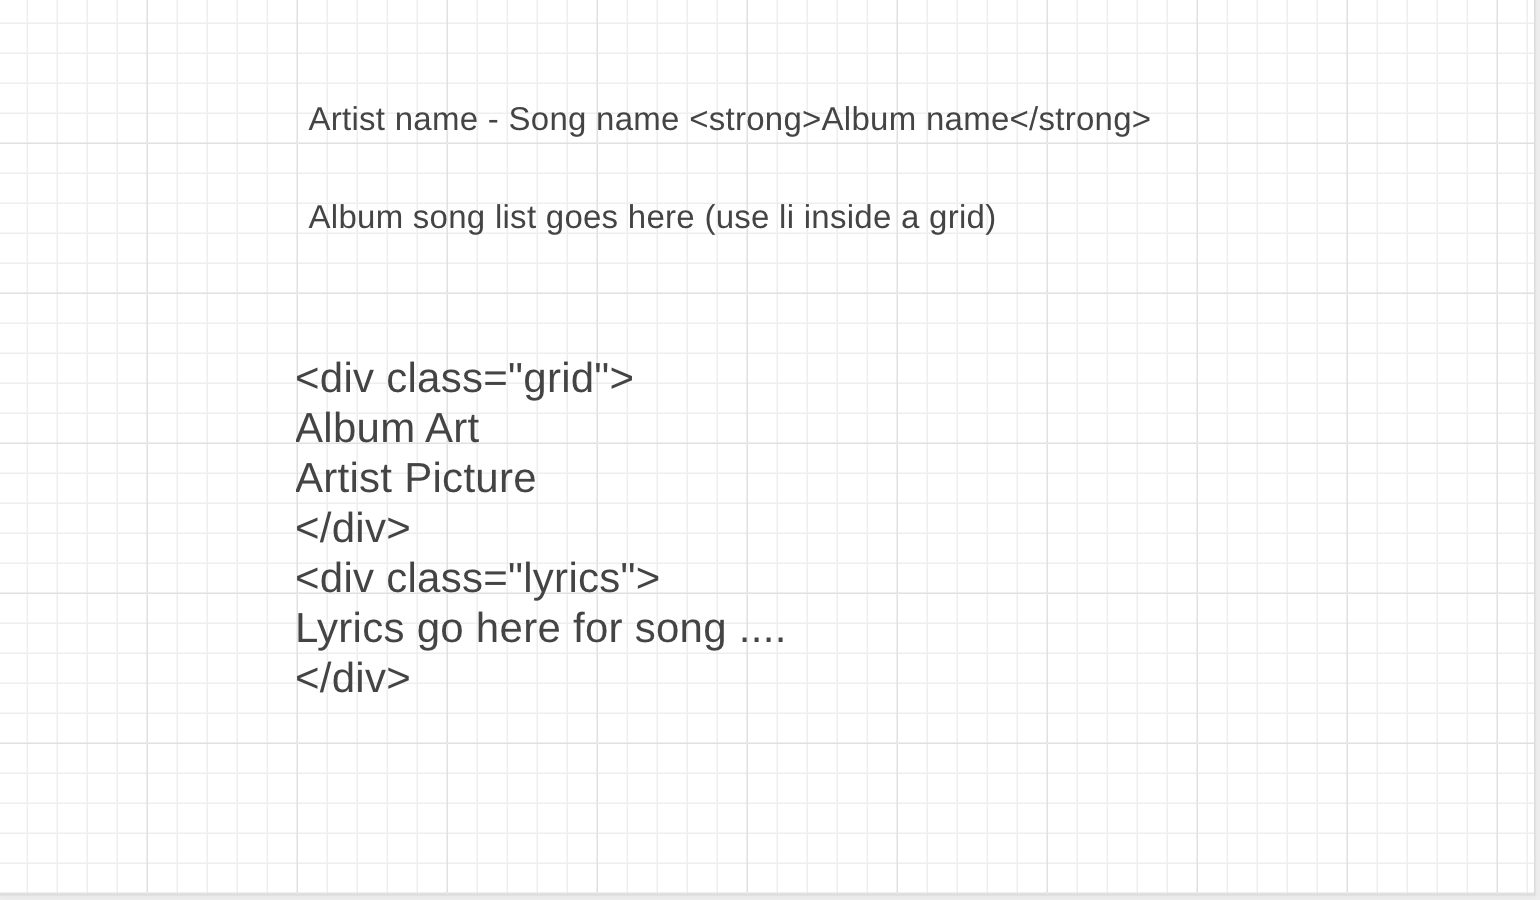 Artist name - Song name <strong>Album name</strong>
Album song list goes here (use li inside a grid)
<div class="grid">
Album Art
Artist Picture
</div>
<div class="lyrics">
Lyrics go here for song ....
</div>